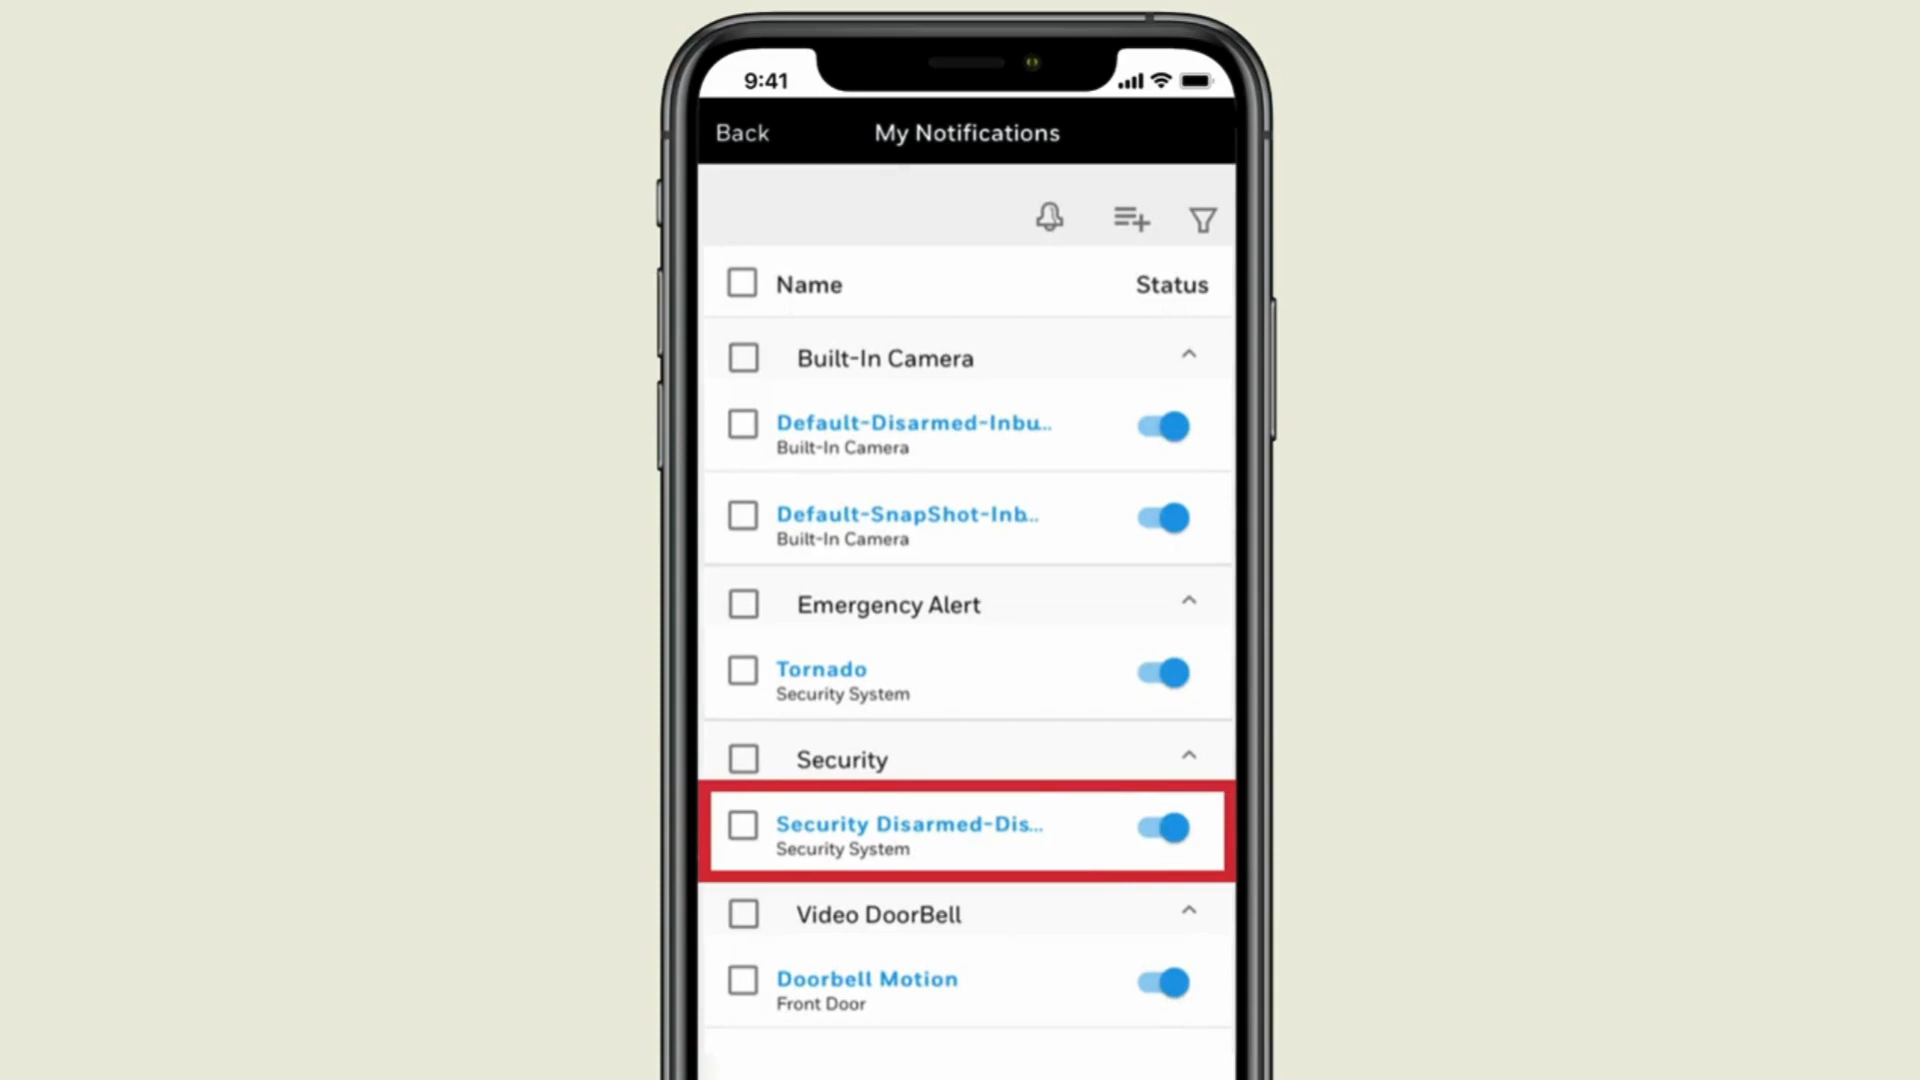 9:41
Back
My Notifications
Name
Status
Built-In Camera
Default-Disarmed-Inbu...
Built-In Camera
Default-SnapShot-Inb...
Built-In Camera
Emergency Alert
Tornado
Security System
Security
Security Disarmed-Dis...
Security System
Video DoorBell
Doorbell Motion
Front Door